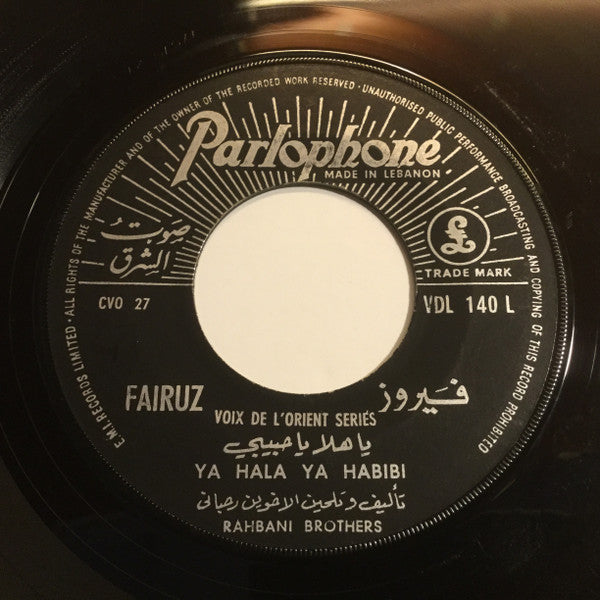 E.M.I. RECORDS LIMITED · ALL RIGHTS OF THE MANUFACTURER AND OF THE OWNER OF THE RECORDED WORK RESERVED · UNAUTHORISED PUBLIC PERFORMANCE BROADCASTING AND COPYING OF THIS RECORD PROHIBITED
Parlophone
MADE IN LEBANON
صوتُ
الشرق
£
TRADE MARK
CVO 27
VDL 140 L
FAIRUZ
فَيروز
VOIX DE L'ORIENT SERIES
يا هلا يا حبيبي
YA HALA YA HABIBI
تأليف وتلحين الاخوين رحباني
RAHBANI BROTHERS